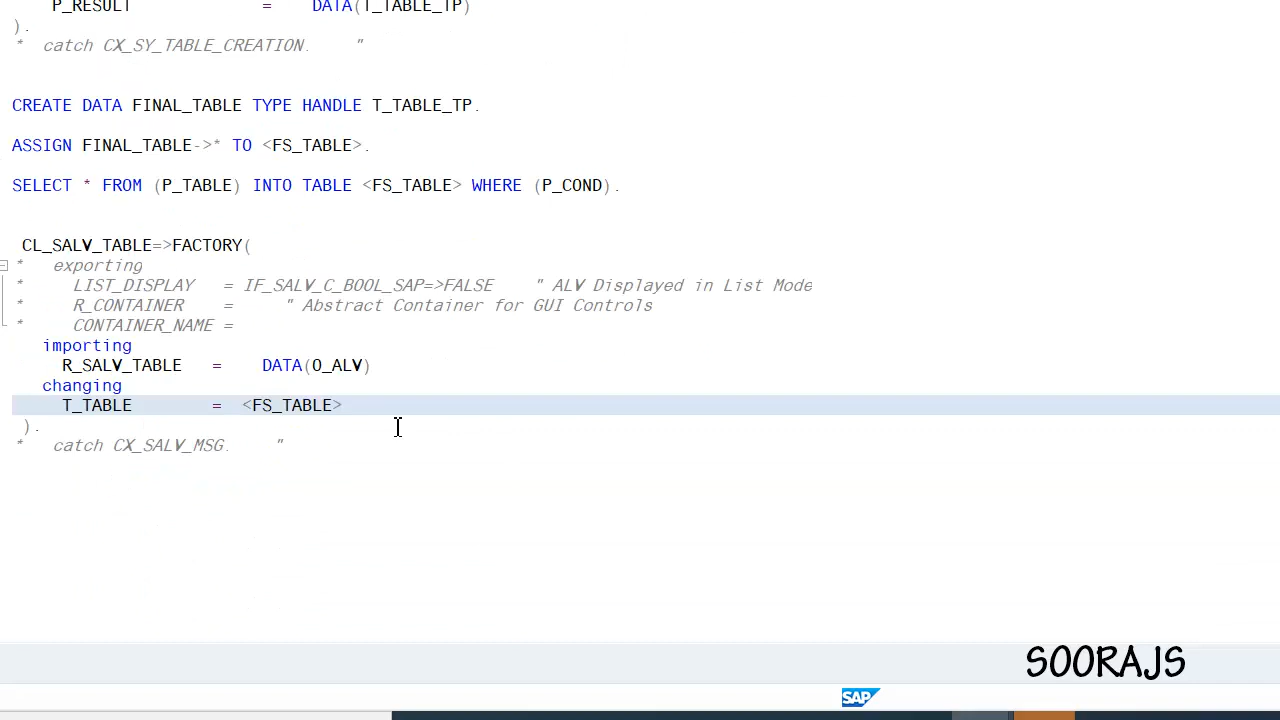 P_RESULT = DATA(T_TABLE_TP)
).
* catch CX_SY_TABLE_CREATION. "
CREATE DATA FINAL_TABLE TYPE HANDLE T_TABLE_TP.
ASSIGN FINAL_TABLE->* TO <FS_TABLE>.
SELECT * FROM (P_TABLE) INTO TABLE <FS_TABLE> WHERE (P_COND).
CL_SALV_TABLE=>FACTORY(
* exporting
* LIST_DISPLAY = IF_SALV_C_BOOL_SAP=>FALSE " ALV Displayed in List Mode
* R_CONTAINER = " Abstract Container for GUI Controls
* CONTAINER_NAME =
importing
R_SALV_TABLE = DATA(O_ALV)
changing
T_TABLE = <FS_TABLE>
).
* catch CX_SALV_MSG. "
SOORAJS
SAP